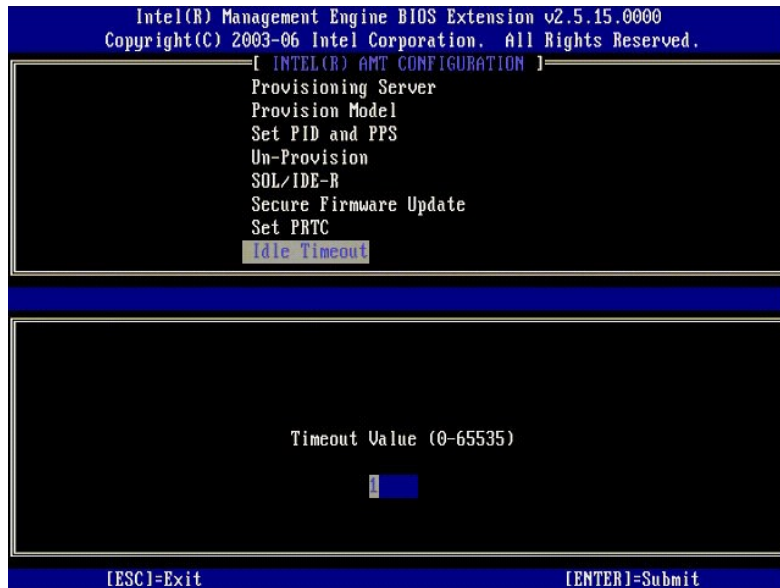 Intel(R) Management Engine BIOS Extension v2.5.15.0000
Copyright(C) 2003-06 Intel Corporation. All Rights Reserved.
[ INTEL(R) AMT CONFIGURATION ]
Provisioning Server
Provision Model
Set PID and PPS
Un-Provision
SOL/IDE-R
Secure Firmware Update
Set PRTC
Idle Timeout
Timeout Value (0-65535)
1
[ESC]=Exit [ENTER]=Submit